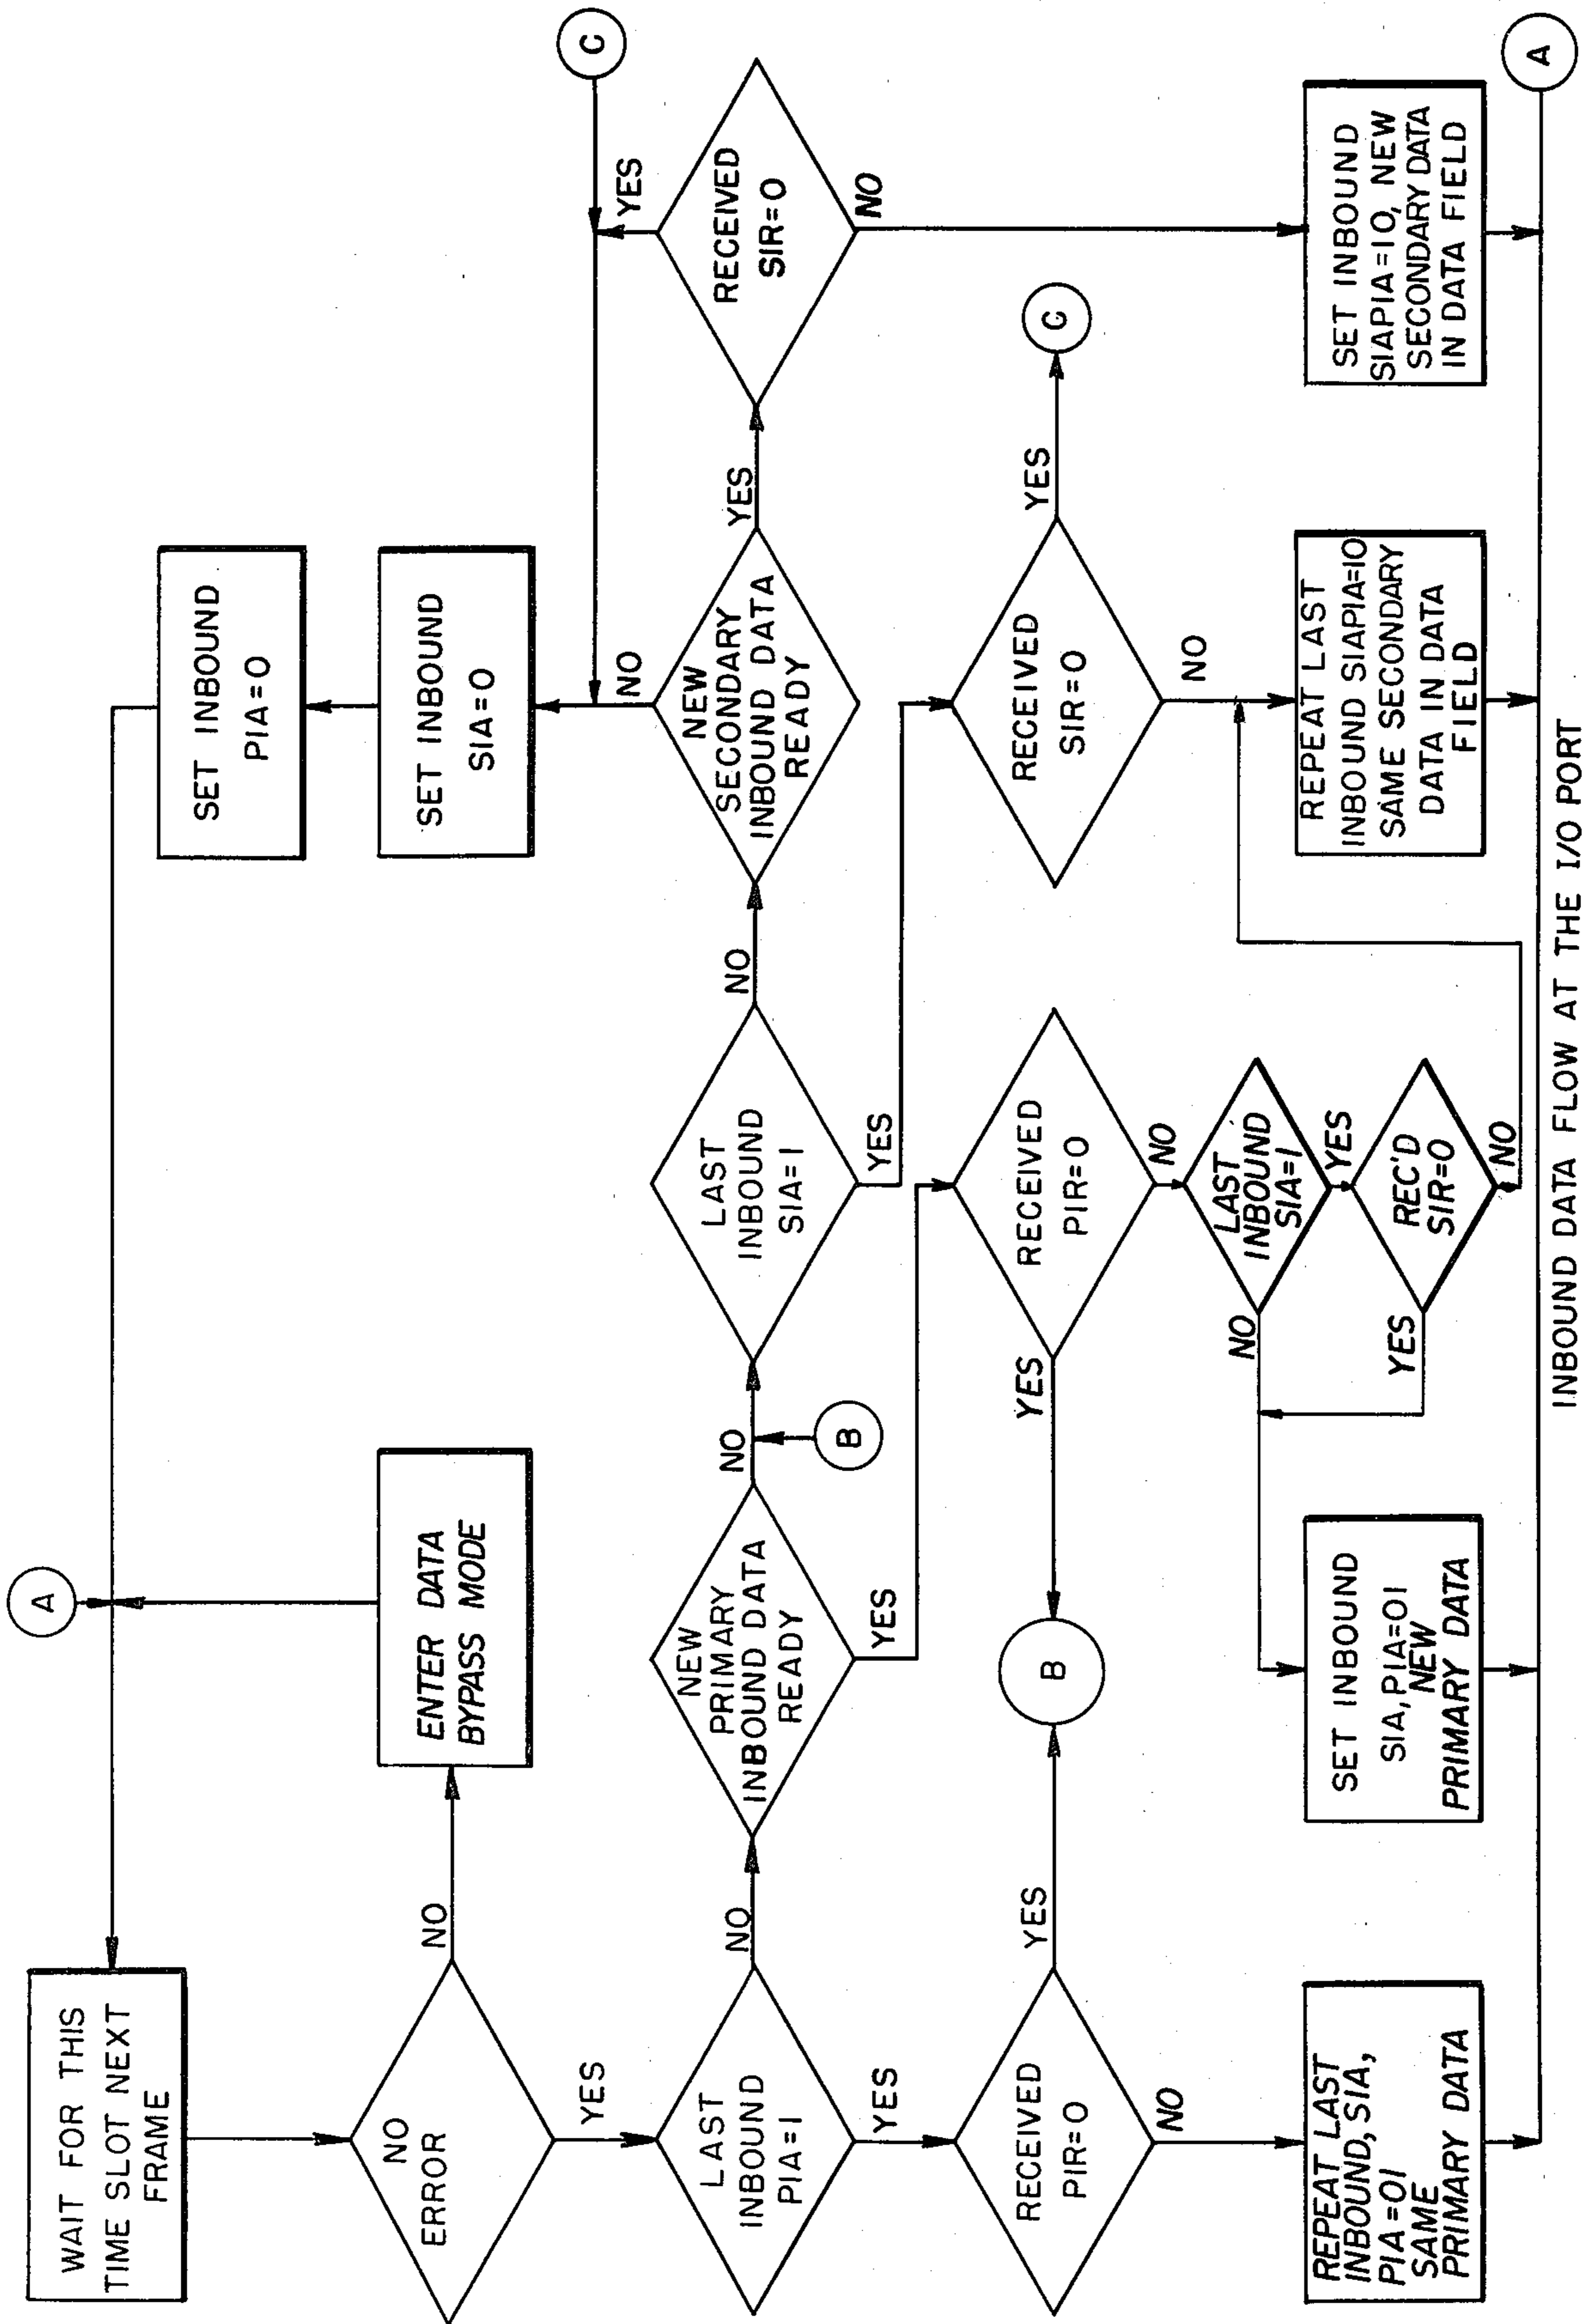 WAIT FOR THIS
TIME SLOT NEXT
FRAME
A
SET INBOUND
PIA=0
NO
ERROR
NO
YES
ENTER DATA
BYPASS MODE
SET INBOUND
SIA=0
C
LAST
INBOUND
PIA=1
NO
YES
NEW
PRIMARY
INBOUND DATA
READY
NO
YES
B
LAST
INBOUND
SIA=1
NO
YES
NEW
SECONDARY
INBOUND DATA
READY
NO
YES
RECEIVED
SIR=0
YES
NO
RECEIVED
PIR=0
YES
NO
B
YES
RECEIVED
PIR=0
NO
RECEIVED
SIR=0
YES
NO
C
LAST
INBOUND
SIA=1
NO
YES
REC'D
SIR=0
YES
NO
REPEAT LAST
INBOUND, SIA,
PIA=01
SAME
PRIMARY DATA
SET INBOUND
SIA, PIA=01
NEW
PRIMARY DATA
REPEAT LAST
INBOUND SIAPIA=10
SAME SECONDARY
DATA IN DATA
FIELD
SET INBOUND
SIAPIA=10, NEW
SECONDARY DATA
IN DATA FIELD
A
INBOUND DATA FLOW AT THE I/O PORT